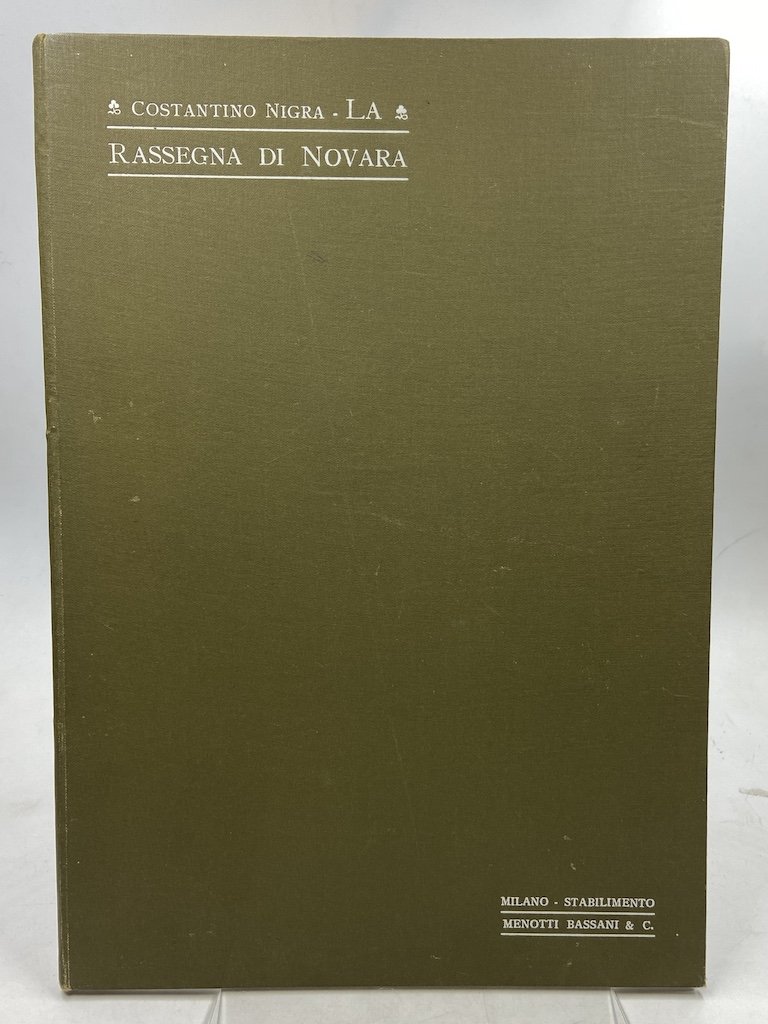 COSTANTINO NIGRA - LA
RASSEGNA DI NOVARA
MILANO - STABILIMENTO
MENOTTI BASSANI & C.